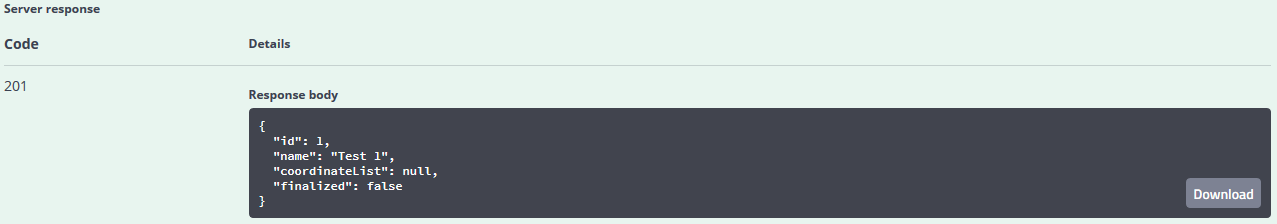 Server response
Code Details
201
Response body
{
  "id": 1,
  "name": "Test 1",
  "coordinateList": null,
  "finalized": false
}
Download